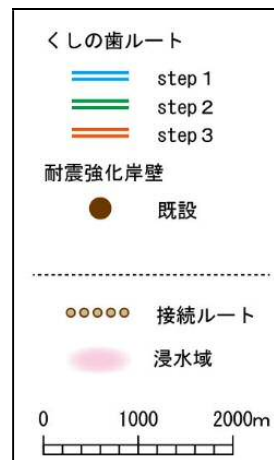 くしの歯ルート
step 1
step 2
step 3
耐震強化岸壁
既設
接続ルート
浸水域
0 1000 2000m